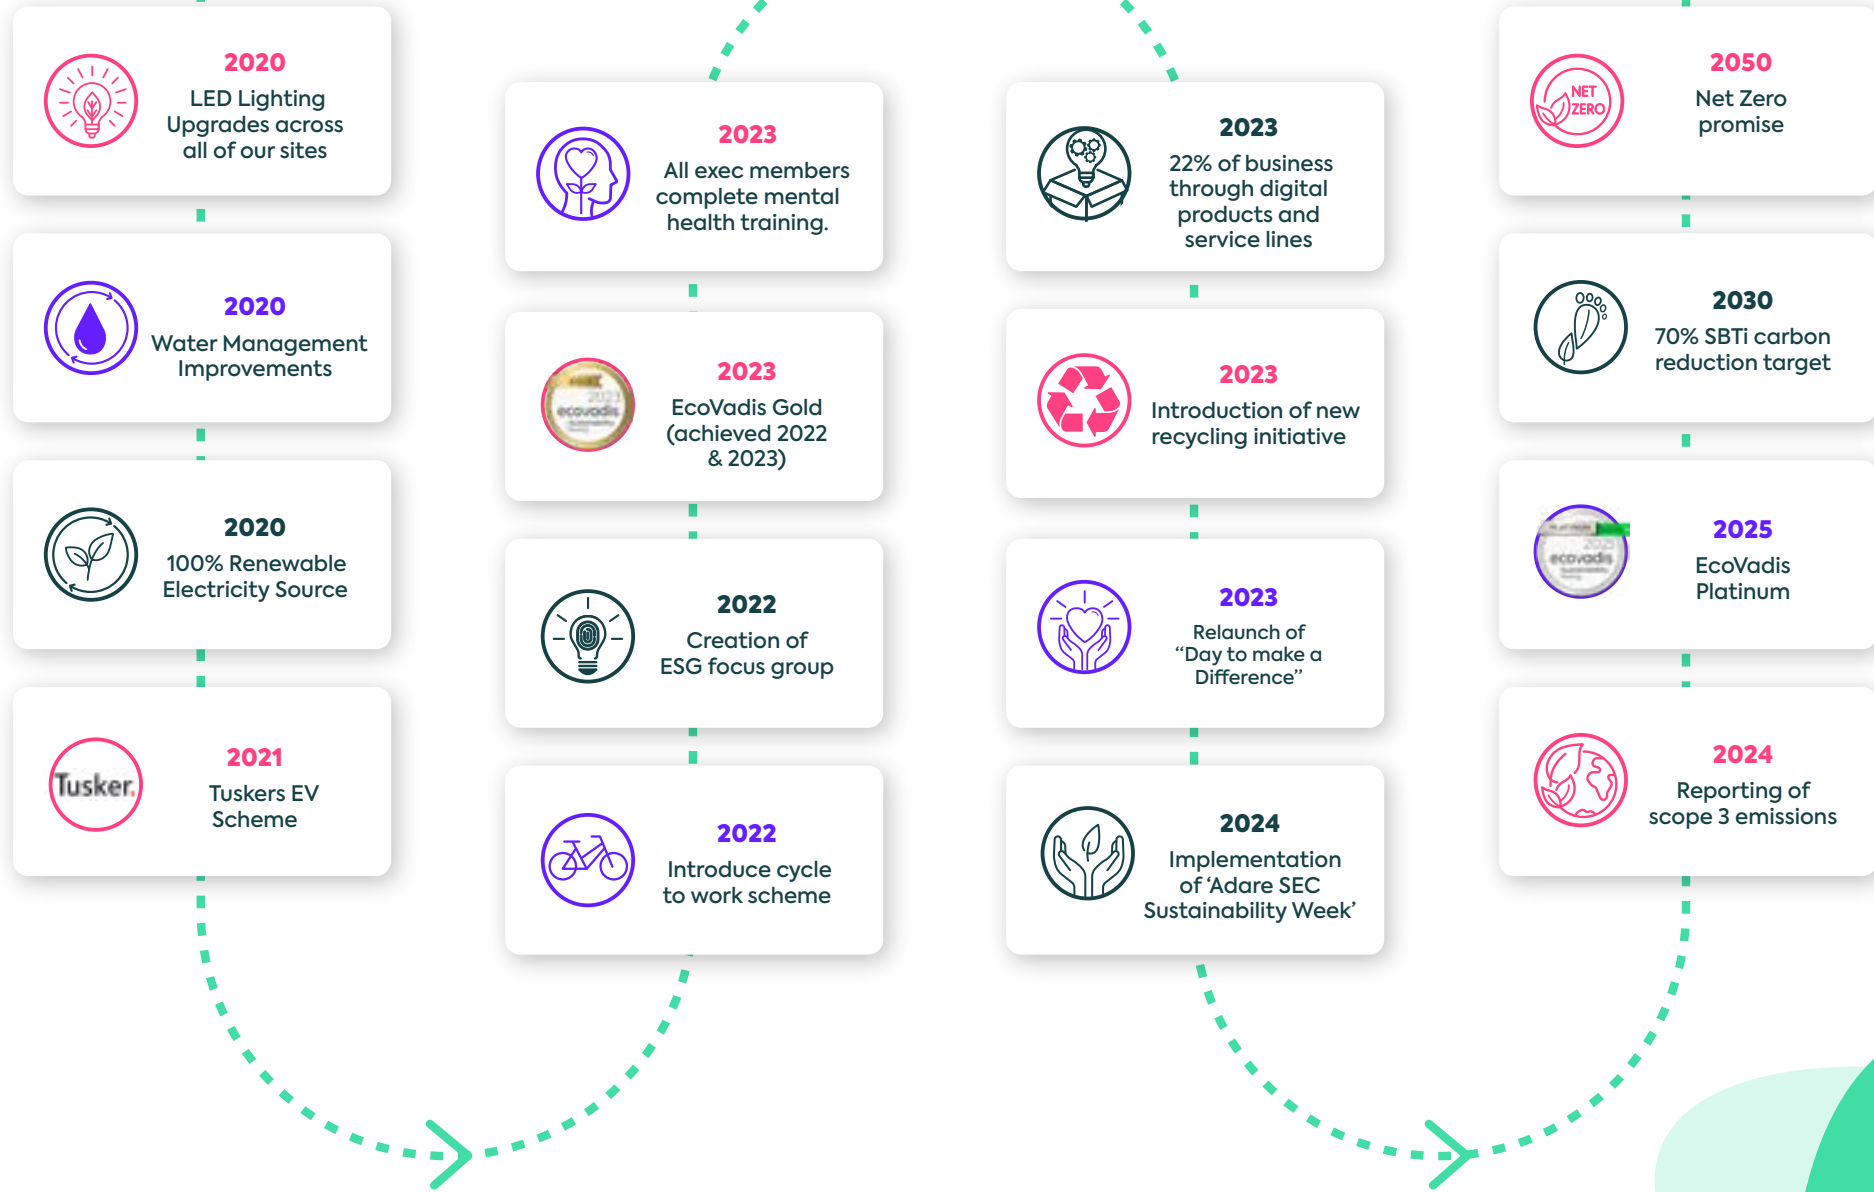 2020
LED Lighting
Upgrades across
all of our sites
2020
Water Management
Improvements
2020
100% Renewable
Electricity Source
Tusker.
2021
Tuskers EV
Scheme
2023
All exec members
complete mental
health training.
2023
ecovadis
2023
EcoVadis Gold
(achieved 2022
& 2023)
2022
Creation of
ESG focus group
2022
Introduce cycle
to work scheme
2023
22% of business
through digital
products and
service lines
2023
Introduction of new
recycling initiative
2023
Relaunch of
“Day to make a
Difference”
2024
Implementation
of ‘Adare SEC
Sustainability Week’
NET
ZERO
2050
Net Zero
promise
2030
70% SBTi carbon
reduction target
2025
ecovadis
2025
EcoVadis
Platinum
2024
Reporting of
scope 3 emissions